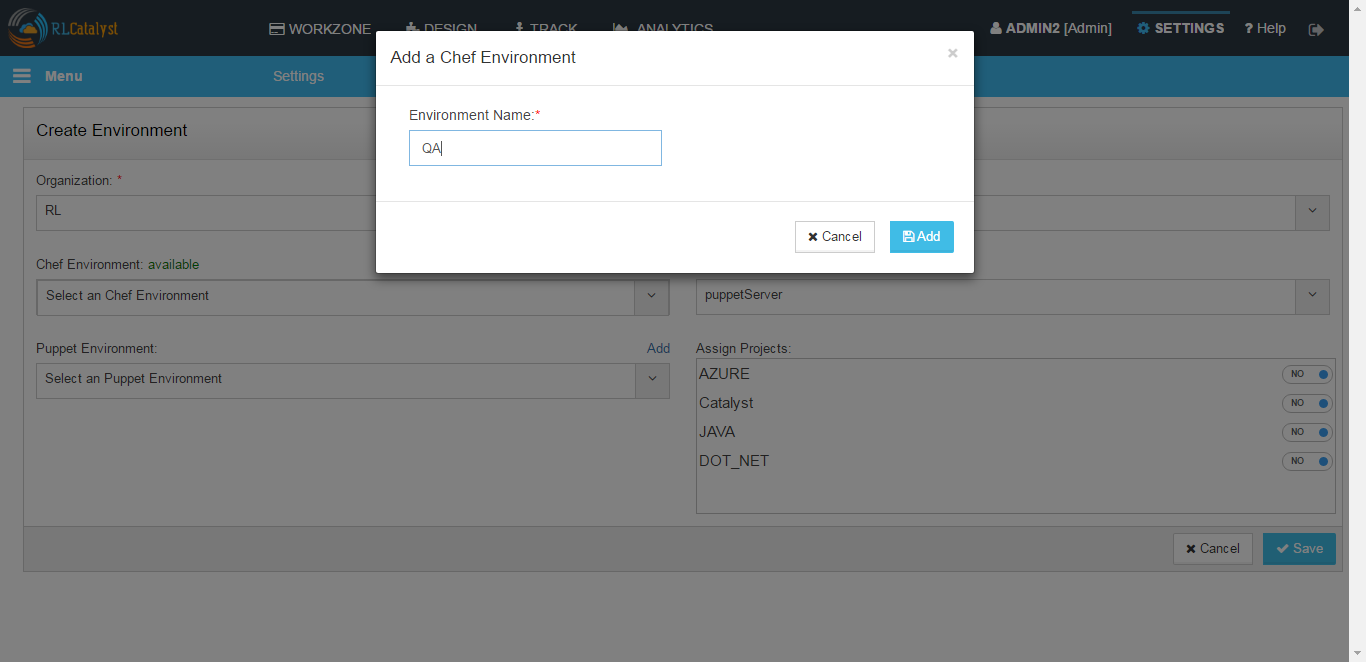 RLCatalyst
WORKZONE DESIGN TRACK ANALYTICS ADMIN2 [Admin] SETTINGS ? Help
Menu Settings
Add a Chef Environment ×
Environment Name:*
QA
Cancel Add
Create Environment
Organization: *
RL
Chef Environment: available
Select an Chef Environment
puppetServer
Puppet Environment: Add
Select an Puppet Environment
Assign Projects:
AZURE NO
Catalyst NO
JAVA NO
DOT_NET NO
Cancel Save